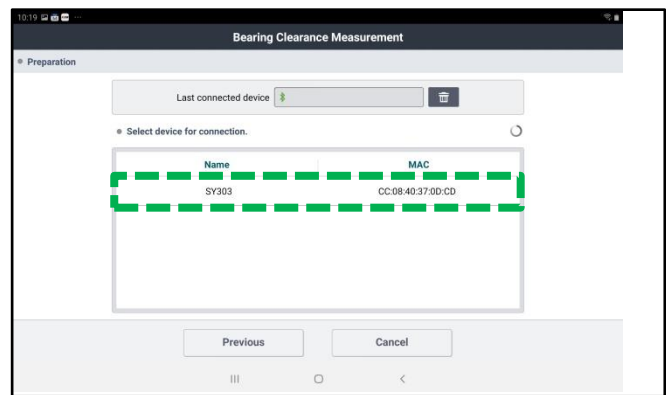 10:19
Bearing Clearance Measurement
Preparation
Last connected device
Select device for connection.
Name MAC
SY303 CC:08:40:37:0D:CD
Previous Cancel